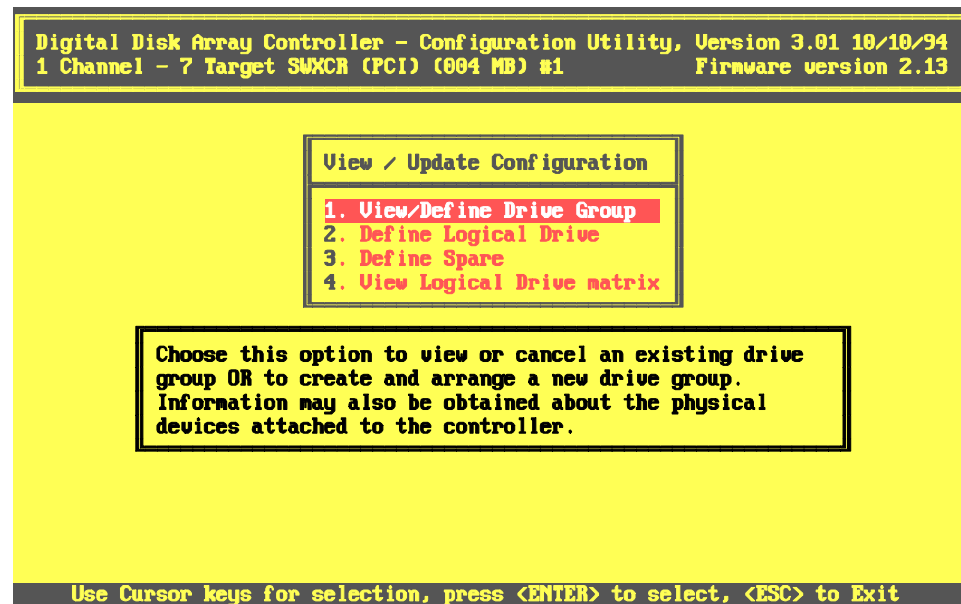 Digital Disk Array Controller - Configuration Utility, Version 3.01 10/10/94
1 Channel - 7 Target SWXCR (PCI) (004 MB) #1 Firmware version 2.13
View / Update Configuration
1. View/Define Drive Group
2. Define Logical Drive
3. Define Spare
4. View Logical Drive matrix
Choose this option to view or cancel an existing drive
group OR to create and arrange a new drive group.
Information may also be obtained about the physical
devices attached to the controller.
Use Cursor keys for selection, press <ENTER> to select, <ESC> to Exit